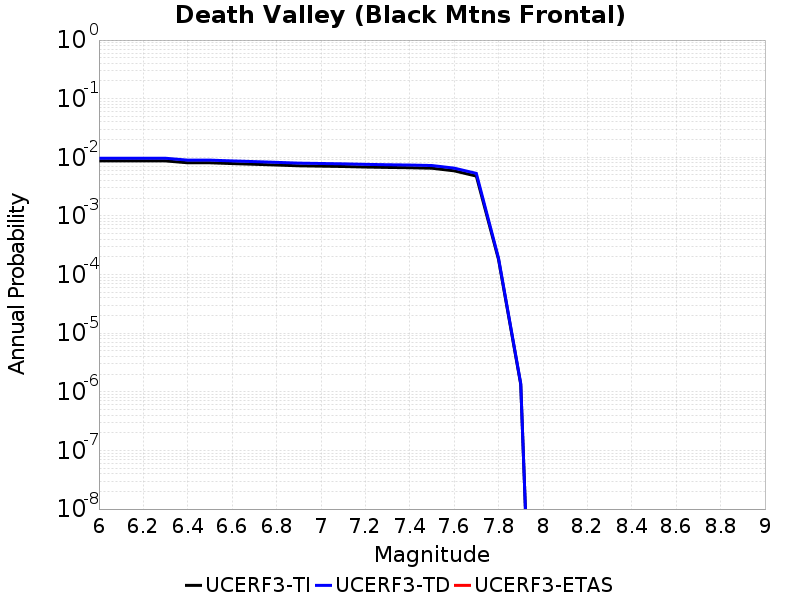 Death Valley (Black Mtns Frontal)
10^0
10^-1
10^-2
10^-3
10^-4
10^-5
10^-6
10^-7
10^-8
Annual Probability
6 6.2 6.4 6.6 6.8 7 7.2 7.4 7.6 7.8 8 8.2 8.4 8.6 8.8 9
Magnitude
UCERF3-TI UCERF3-TD UCERF3-ETAS